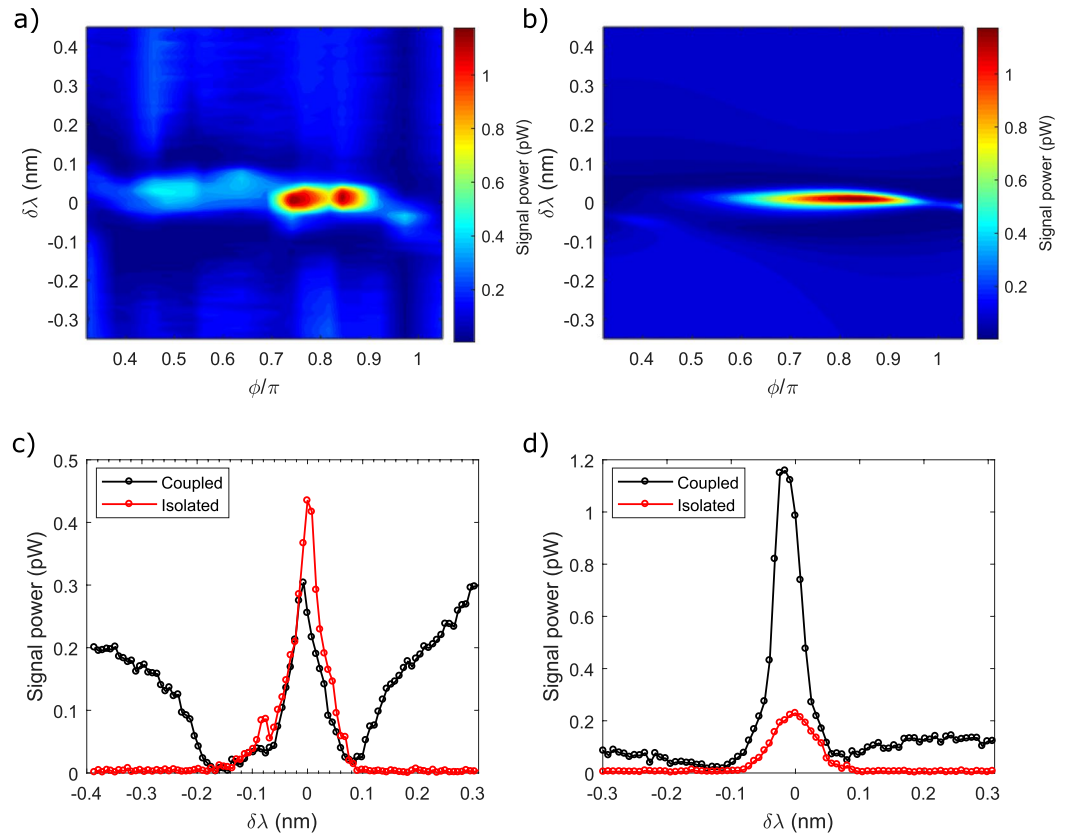 a)
0.4
0.3
0.2
0.1
0
-0.1
-0.2
-0.3
δλ (nm)
0.4 0.5 0.6 0.7 0.8 0.9 1
ϕ/π
1
0.8
0.6
0.4
0.2
Signal power (pW)
b)
0.4
0.3
0.2
0.1
0
-0.1
-0.2
-0.3
δλ (nm)
0.4 0.5 0.6 0.7 0.8 0.9 1
ϕ/π
1
0.8
0.6
0.4
0.2
Signal power (pW)
c)
0.5
0.4
0.3
0.2
0.1
0
Signal power (pW)
Coupled
Isolated
-0.4 -0.3 -0.2 -0.1 0 0.1 0.2 0.3
δλ (nm)
d)
1.2
1
0.8
0.6
0.4
0.2
0
Signal power (pW)
Coupled
Isolated
-0.3 -0.2 -0.1 0 0.1 0.2 0.3
δλ (nm)